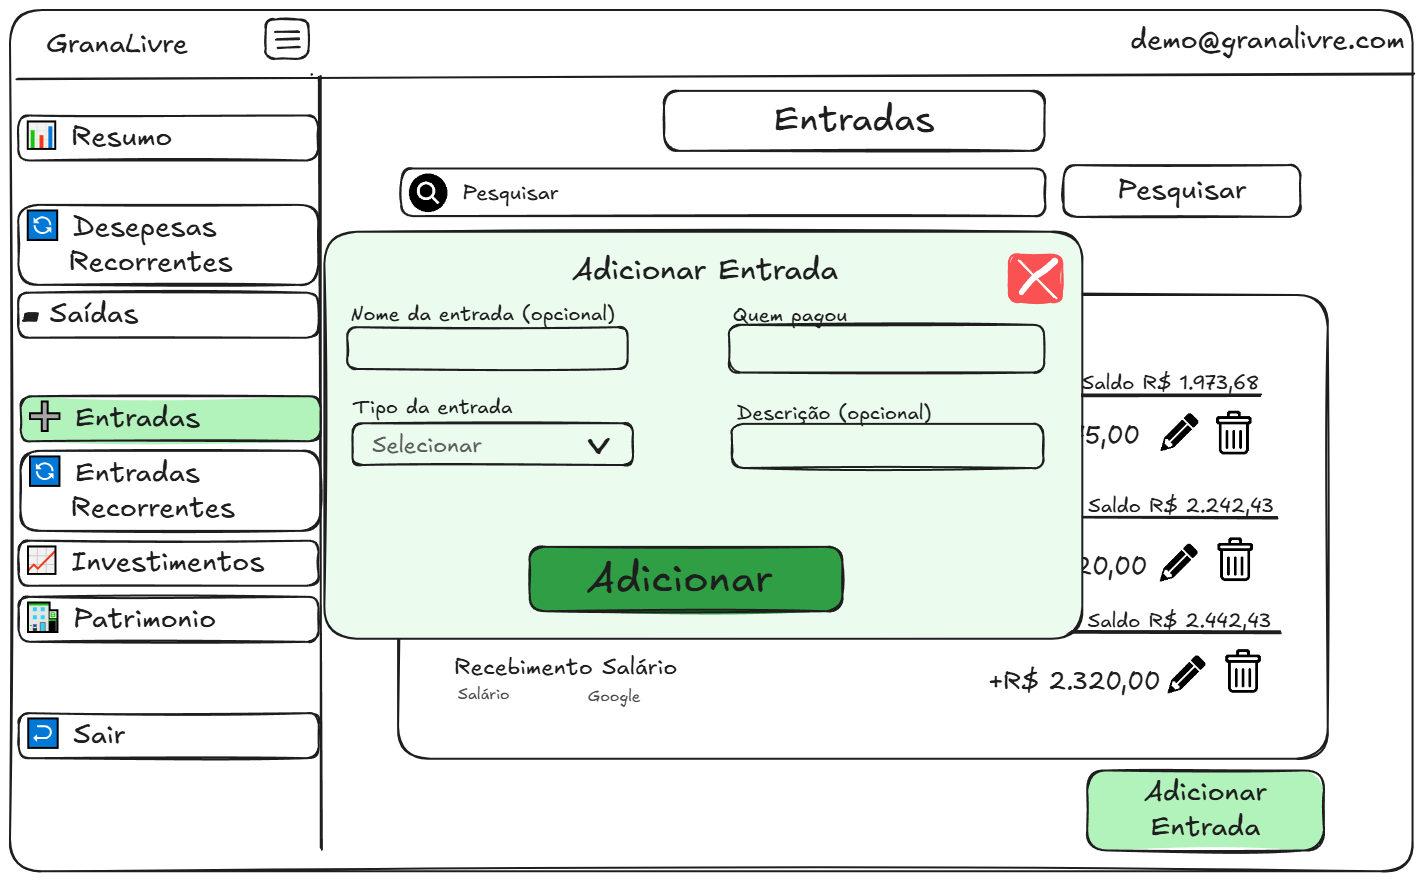 GranaLivre
demo@granalivre.com
Resumo
Desepesas
Recorrentes
Saídas
Entradas
Entradas
Recorrentes
Investimentos
Patrimonio
Sair
Entradas
Pesquisar
Pesquisar
Adicionar Entrada
Nome da entrada (opcional)
Quem pagou
Tipo da entrada
Selecionar
Descrição (opcional)
Adicionar
Saldo R$ 1.973,68
5,00
Saldo R$ 2.242,43
20,00
Saldo R$ 2.442,43
Recebimento Salário
+R$ 2.320,00
Salário
Google
Adicionar
Entrada